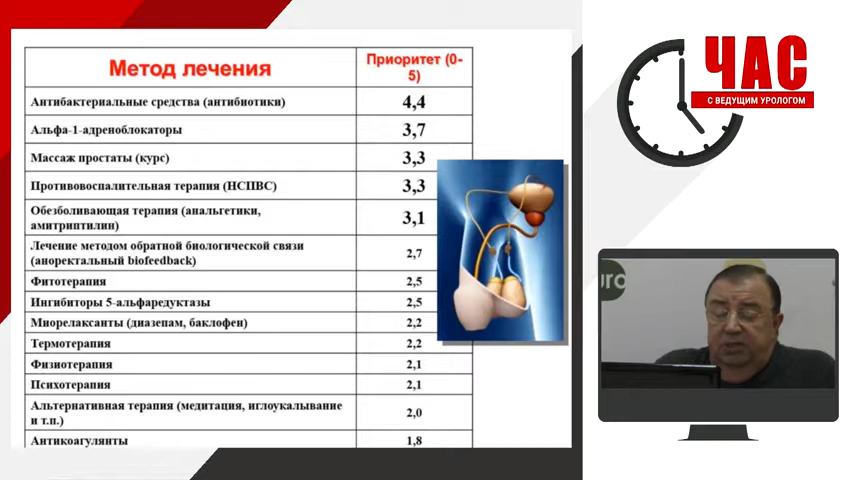 Метод лечения
Приоритет (0-
5)
Антибактериальные средства (антибиотики)
4,4
Альфа-1-адреноблокаторы
3,7
Массаж простаты (курс)
3,3
Противовоспалительная терапия (НСПВС)
3,3
Обезболивающая терапия (анальгетики,
амитриптилин)
3,1
Лечение методом обратной биологической связи
(аноректальный biofeedback)
2,7
Фитотерапия
2,5
Ингибиторы 5-альфаредуктазы
2,5
Миорелаксанты (диазепам, баклофен)
2,2
Термотерапия
2,2
Физиотерапия
2,1
Психотерапия
2,1
Альтернативная терапия (медитация, иглоукалывание
и т.п.)
2,0
Антикоагулянты
1,8
ЧАС
С ВЕДУЩИМ УРОЛОГОМ
uro